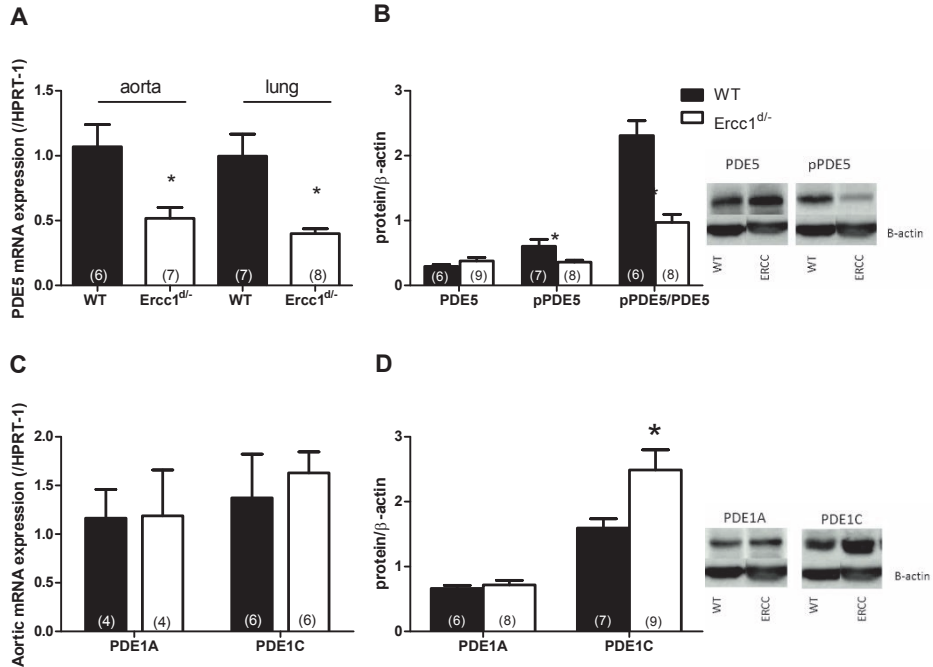 A
PDE5 mRNA expression (/HPRT-1)
1.5
1.0
0.5
0.0
aorta
lung
*
*
(6)
(7)
(7)
(8)
WT
Ercc1d/-
WT
Ercc1d/-
B
protein/β-actin
3
2
1
0
WT
Ercc1d/-
*
*
(6)
(9)
(7)
(8)
(6)
(8)
PDE5
pPDE5
pPDE5/PDE5
PDE5
pPDE5
B-actin
WT
ERCC
WT
ERCC
C
Aortic mRNA expression (/HPRT-1)
2.0
1.5
1.0
0.5
0.0
(4)
(4)
(6)
(6)
PDE1A
PDE1C
D
protein/β-actin
3
2
1
0
*
(6)
(8)
(7)
(9)
PDE1A
PDE1C
PDE1A
PDE1C
B-actin
WT
ERCC
WT
ERCC